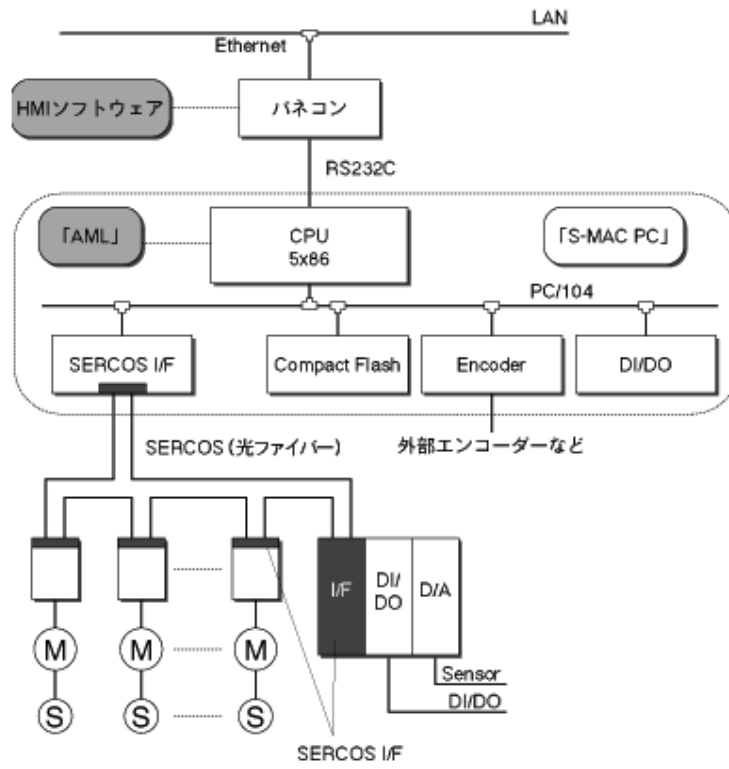 LAN
Ethernet
HMIソフトウェア
パネコン
RS232C
「AML」
CPU
5x86
「S-MAC PC」
PC/104
SERCOS I/F
Compact Flash
Encoder
DI/DO
SERCOS (光ファイバー)
外部エンコーダーなど
I/F
DI/
DO
D/A
M
M
M
Sensor
S
S
S
DI/DO
SERCOS I/F